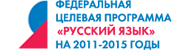 ФЕДЕРАЛЬНАЯ
ЦЕЛЕВАЯ ПРОГРАММА
«РУССКИЙ ЯЗЫК»
НА 2011-2015 ГОДЫ